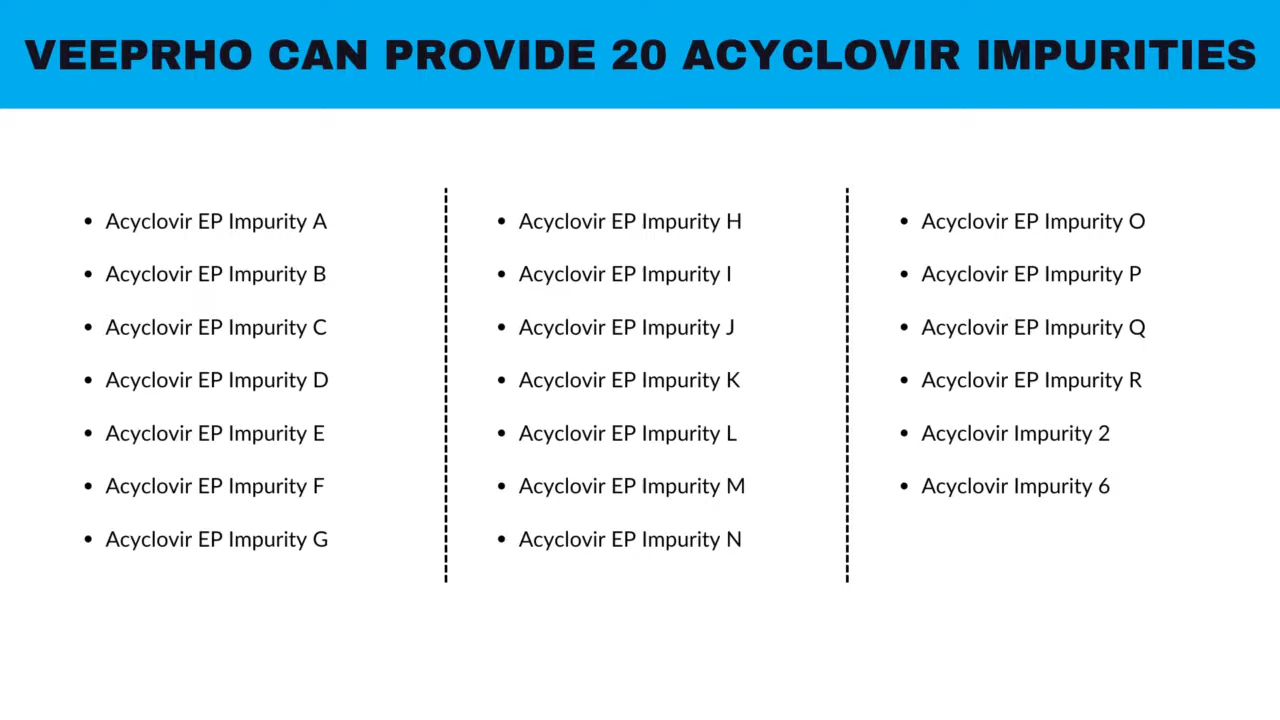 VEEPRHO CAN PROVIDE 20 ACYCLOVIR IMPURITIES
• Acyclovir EP Impurity A
• Acyclovir EP Impurity B
• Acyclovir EP Impurity C
• Acyclovir EP Impurity D
• Acyclovir EP Impurity E
• Acyclovir EP Impurity F
• Acyclovir EP Impurity G
• Acyclovir EP Impurity H
• Acyclovir EP Impurity I
• Acyclovir EP Impurity J
• Acyclovir EP Impurity K
• Acyclovir EP Impurity L
• Acyclovir EP Impurity M
• Acyclovir EP Impurity N
• Acyclovir EP Impurity O
• Acyclovir EP Impurity P
• Acyclovir EP Impurity Q
• Acyclovir EP Impurity R
• Acyclovir Impurity 2
• Acyclovir Impurity 6